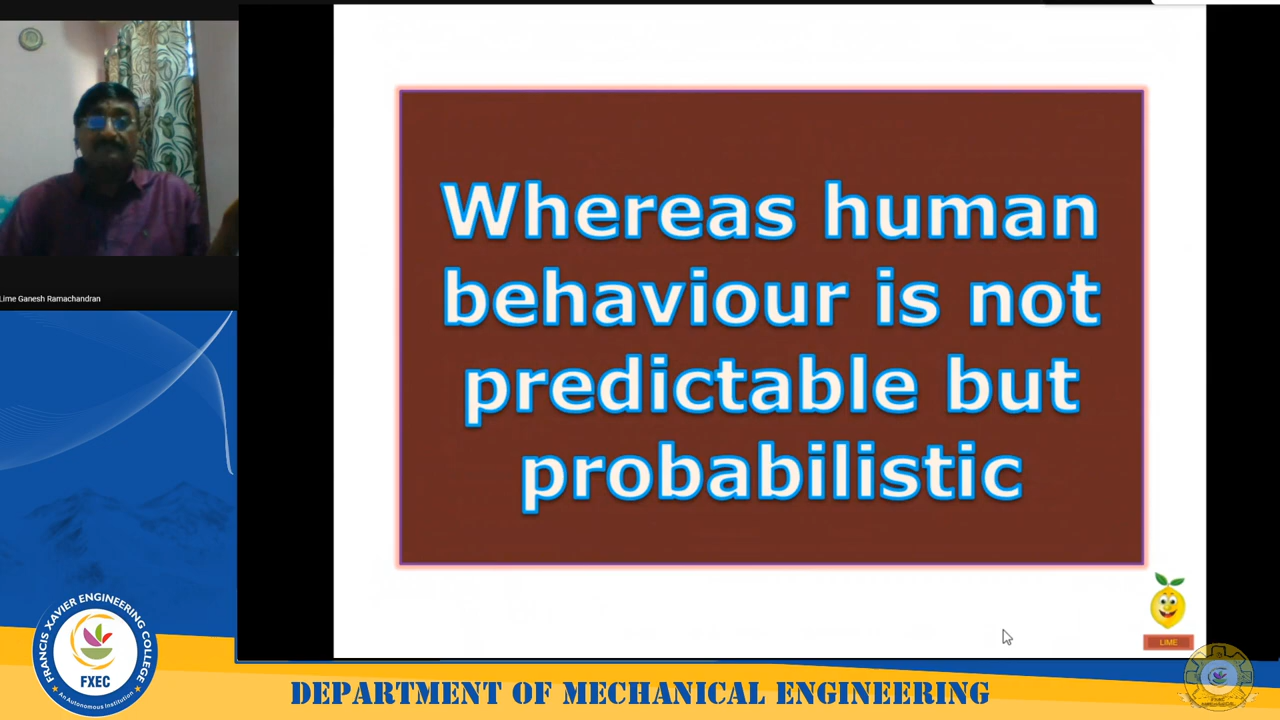 Whereas human
behaviour is not
predictable but
probabilistic
Lime Ganesh Ramachandran
LIME
FRANCIS XAVIER ENGINEERING COLLEGE
FXEC
An Autonomous Institution
DEPARTMENT OF MECHANICAL ENGINEERING